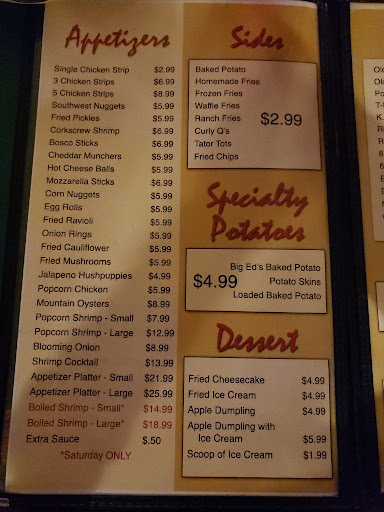 Appetizers
Single Chicken Strip $2.99
3 Chicken Strips $6.99
5 Chicken Strips $8.99
Southwest Nuggets $5.99
Fried Pickles $5.99
Corkscrew Shrimp $6.99
Bosco Sticks $6.99
Cheddar Munchers $5.99
Hot Cheese Balls $5.99
Mozzarella Sticks $6.99
Corn Nuggets $5.99
Egg Rolls $5.99
Fried Ravioli $5.99
Onion Rings $5.99
Fried Cauliflower $5.99
Fried Mushrooms $5.99
Jalapeno Hushpuppies $4.99
Popcorn Chicken $5.99
Mountain Oysters $8.99
Popcorn Shrimp - Small $7.99
Popcorn Shrimp - Large $12.99
Blooming Onion $8.99
Shrimp Cocktail $13.99
Appetizer Platter - Small $21.99
Appetizer Platter - Large $25.99
Boiled Shrimp - Small* $14.99
Boiled Shrimp - Large* $18.99
Extra Sauce $.50
*Saturday ONLY
Sides
Baked Potato
Homemade Fries
Frozen Fries
Waffle Fries
Ranch Fries
$2.99
Curly Q's
Tator Tots
Fried Chips
Specialty
Potatoes
Big Ed's Baked Potato
$4.99 Potato Skins
Loaded Baked Potato
Dessert
Fried Cheesecake $4.99
Fried Ice Cream $4.99
Apple Dumpling $4.99
Apple Dumpling with
Ice Cream $5.99
Scoop of Ice Cream $1.99